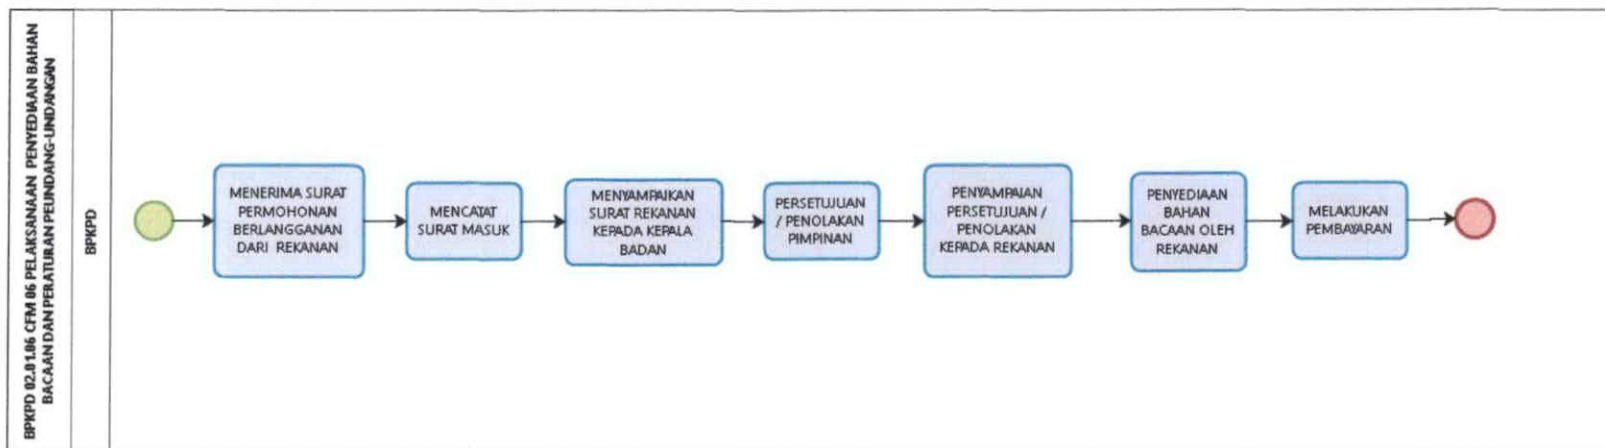 BPKPD 02.01.06 CFM 06 PELAKSANAAN PENYEDIAAN BAHAN
BACAAN DAN PERATURAN PEUNDANG-UNDANGAN
BPKPD
MENERIMA SURAT
PERMOHONAN
BERLANGGANAN
DARI REKANAN
MENCATAT
SURAT MASUK
MENYAMPAIKAN
SURAT REKANAN
KEPADA KEPALA
BADAN
PERSETUJUAN
/ PENOLAKAN
PIMPINAN
PENYAMPAIAN
PERSETUJUAN /
PENOLAKAN
KEPADA REKANAN
PENYEDIAAN
BAHAN
BACAAN OLEH
REKANAN
MELAKUKAN
PEMBAYARAN